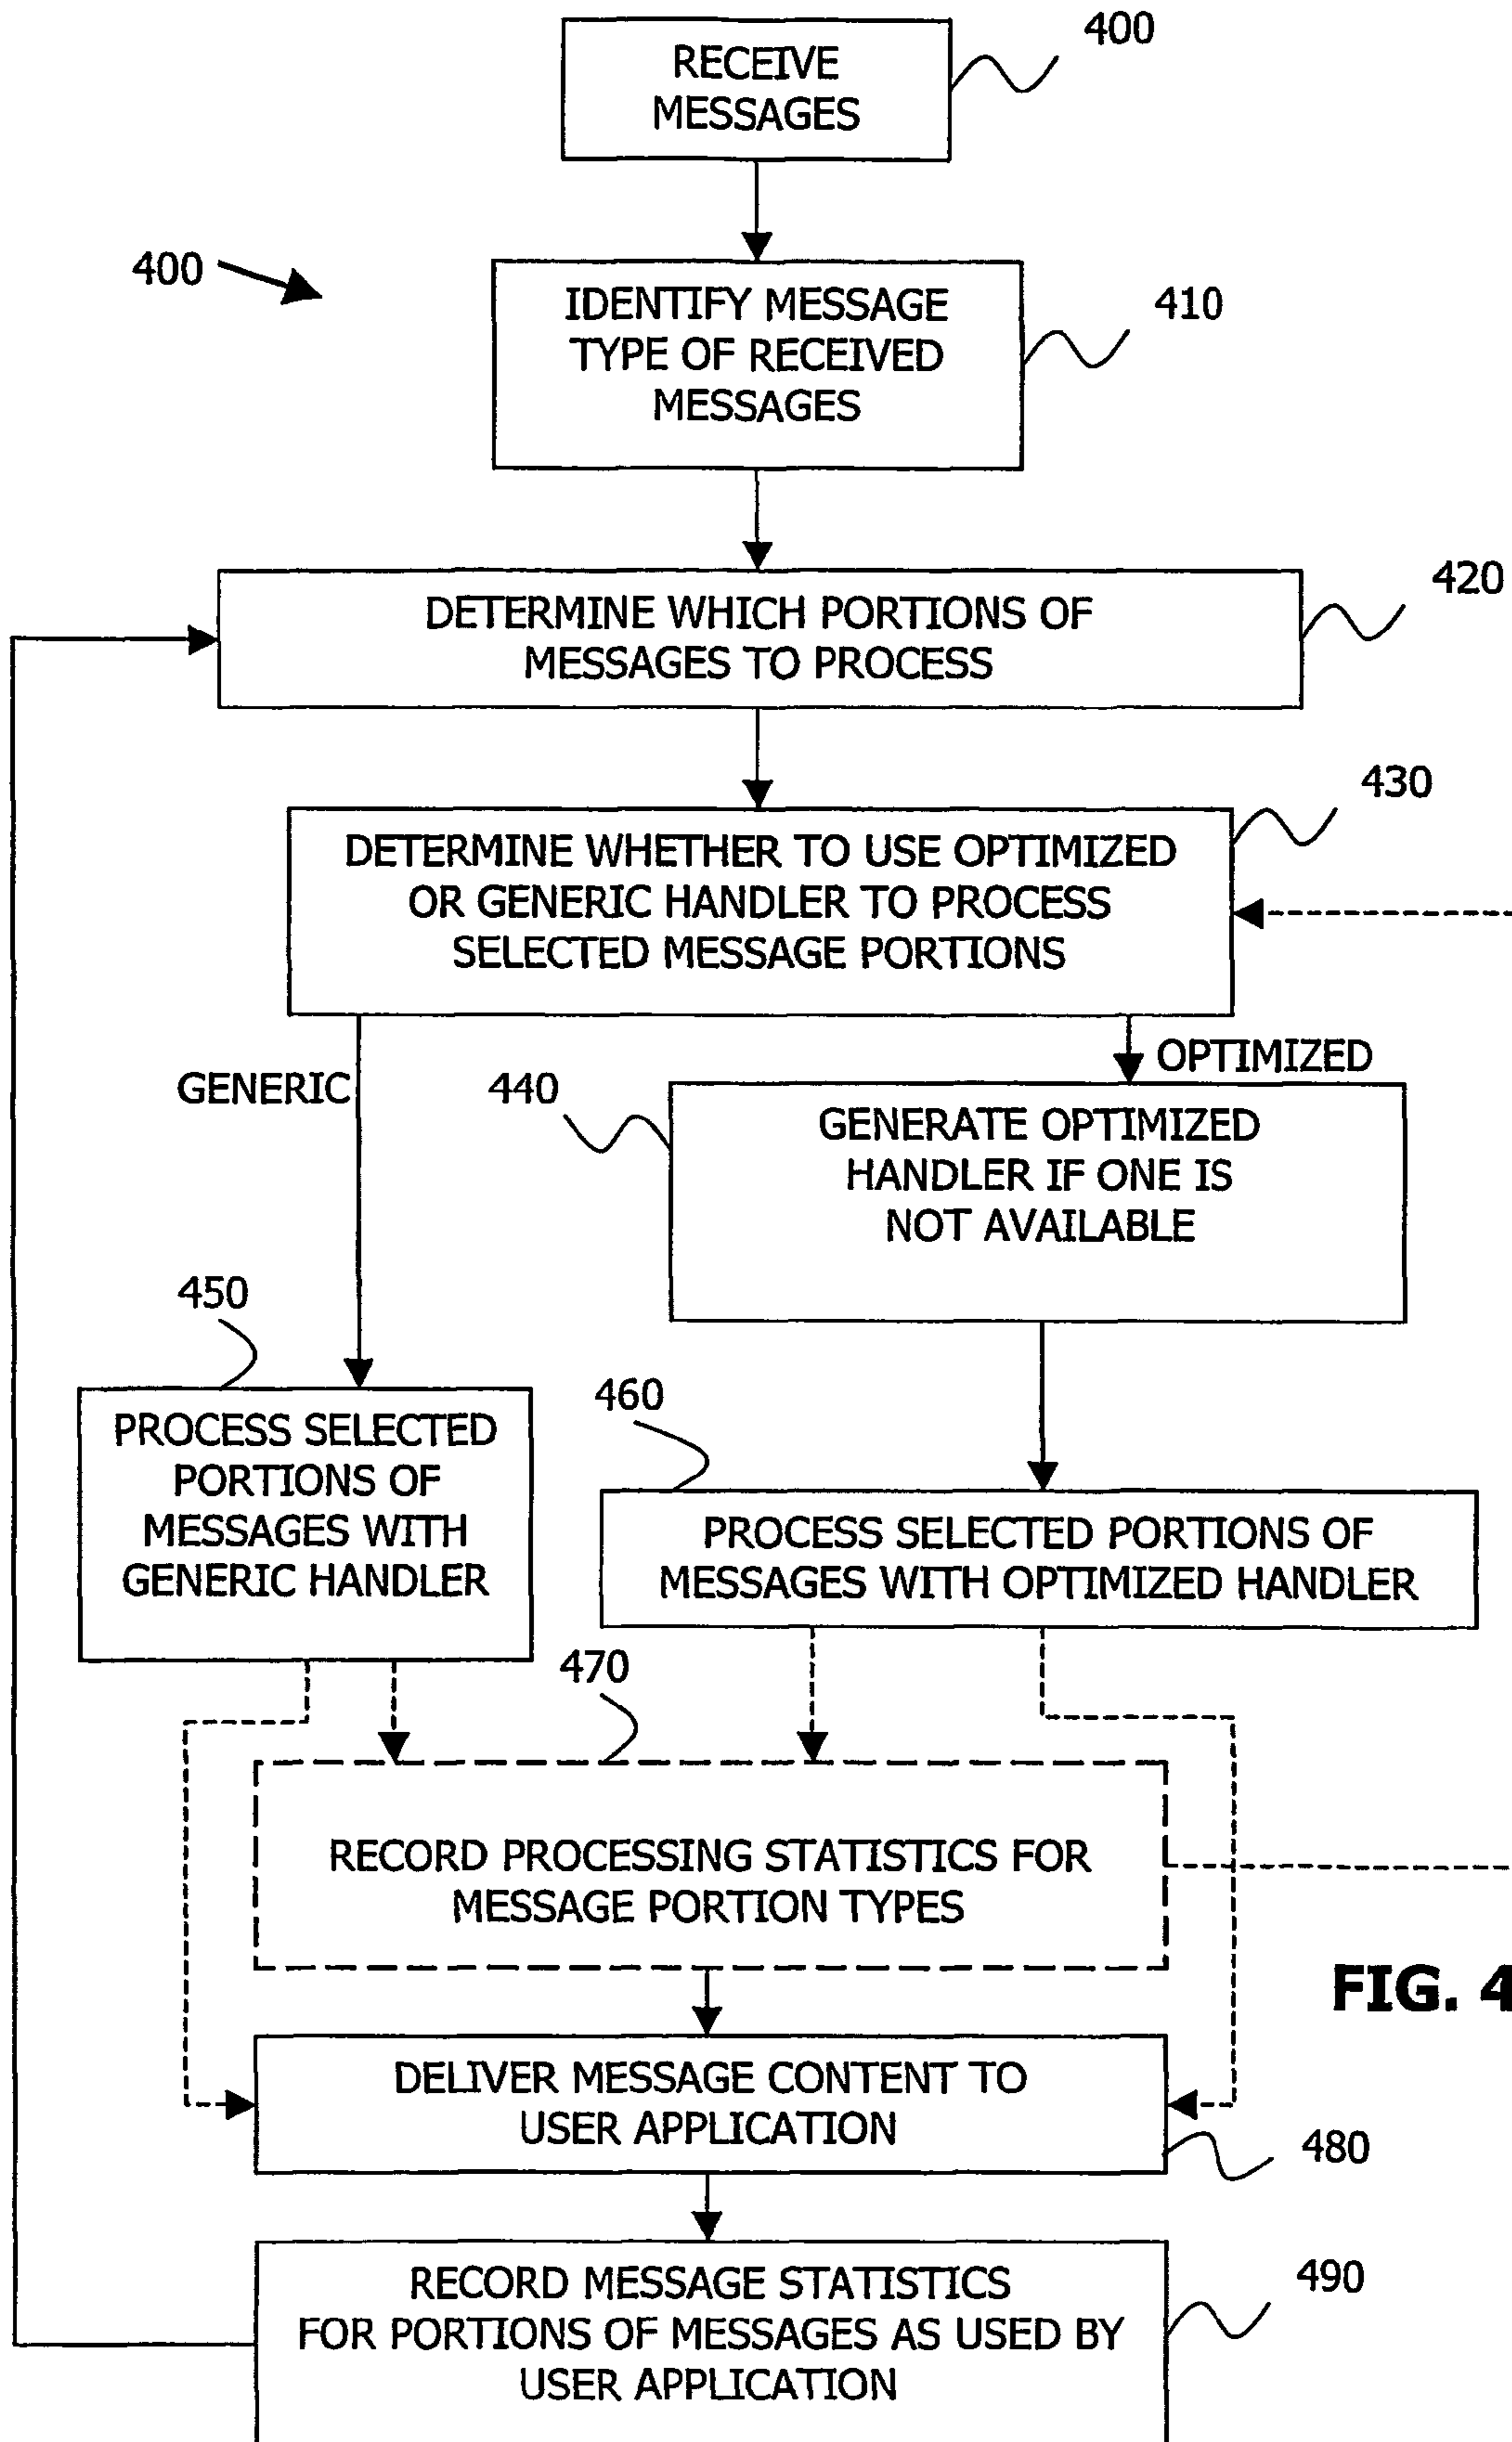 400
RECEIVE
MESSAGES
400
IDENTIFY MESSAGE
TYPE OF RECEIVED
MESSAGES
410
420
DETERMINE WHICH PORTIONS OF
MESSAGES TO PROCESS
430
DETERMINE WHETHER TO USE OPTIMIZED
OR GENERIC HANDLER TO PROCESS
SELECTED MESSAGE PORTIONS
GENERIC
OPTIMIZED
440
GENERATE OPTIMIZED
HANDLER IF ONE IS
NOT AVAILABLE
450
PROCESS SELECTED
PORTIONS OF
MESSAGES WITH
GENERIC HANDLER
460
PROCESS SELECTED PORTIONS OF
MESSAGES WITH OPTIMIZED HANDLER
470
RECORD PROCESSING STATISTICS FOR
MESSAGE PORTION TYPES
FIG. 4
DELIVER MESSAGE CONTENT TO
USER APPLICATION
480
RECORD MESSAGE STATISTICS
FOR PORTIONS OF MESSAGES AS USED BY
USER APPLICATION
490